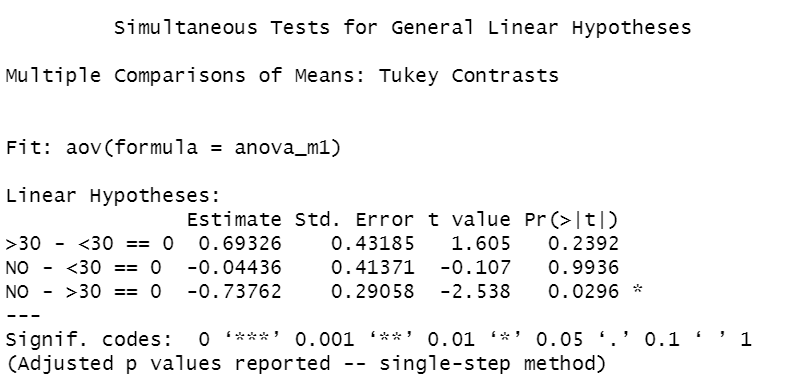 Simultaneous Tests for General Linear Hypotheses
Multiple Comparisons of Means: Tukey Contrasts
Fit: aov(formula = anova_m1)
Linear Hypotheses:
Estimate Std. Error t value Pr(>|t|)
>30 - <30 == 0 0.69326 0.43185 1.605 0.2392
NO - <30 == 0 -0.04436 0.41371 -0.107 0.9936
NO - >30 == 0 -0.73762 0.29058 -2.538 0.0296 *
---
Signif. codes: 0 ‘***’ 0.001 ‘**’ 0.01 ‘*’ 0.05 ‘.’ 0.1 ‘ ’ 1
(Adjusted p values reported -- single-step method)